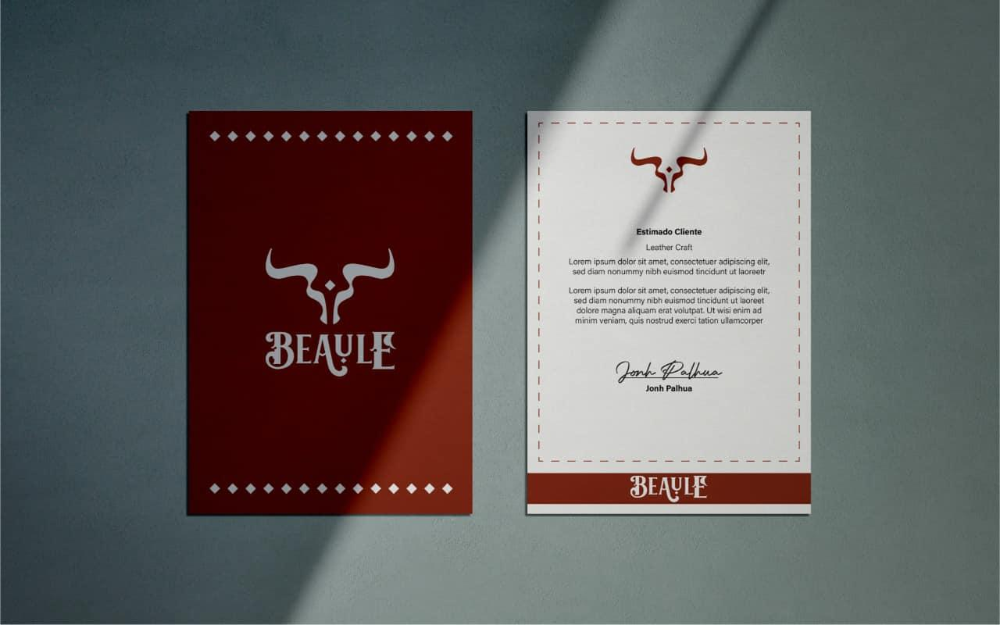 BEAULE
Estimado Cliente
Leather Craft
Lorem ipsum dolor sit amet, consectetuer adipiscing elit,
sed diam nonummy nibh euismod tincidunt ut laoreetr
Lorem ipsum dolor sit amet, consectetuer adipiscing elit,
sed diam nonummy nibh euismod tincidunt ut laoreet
dolore magna aliquam erat volutpat. Ut wisi enim ad
minim veniam, quis nostrud exerci tation ullamcorper
Jonh Palhua
Jonh Palhua
BEAULE